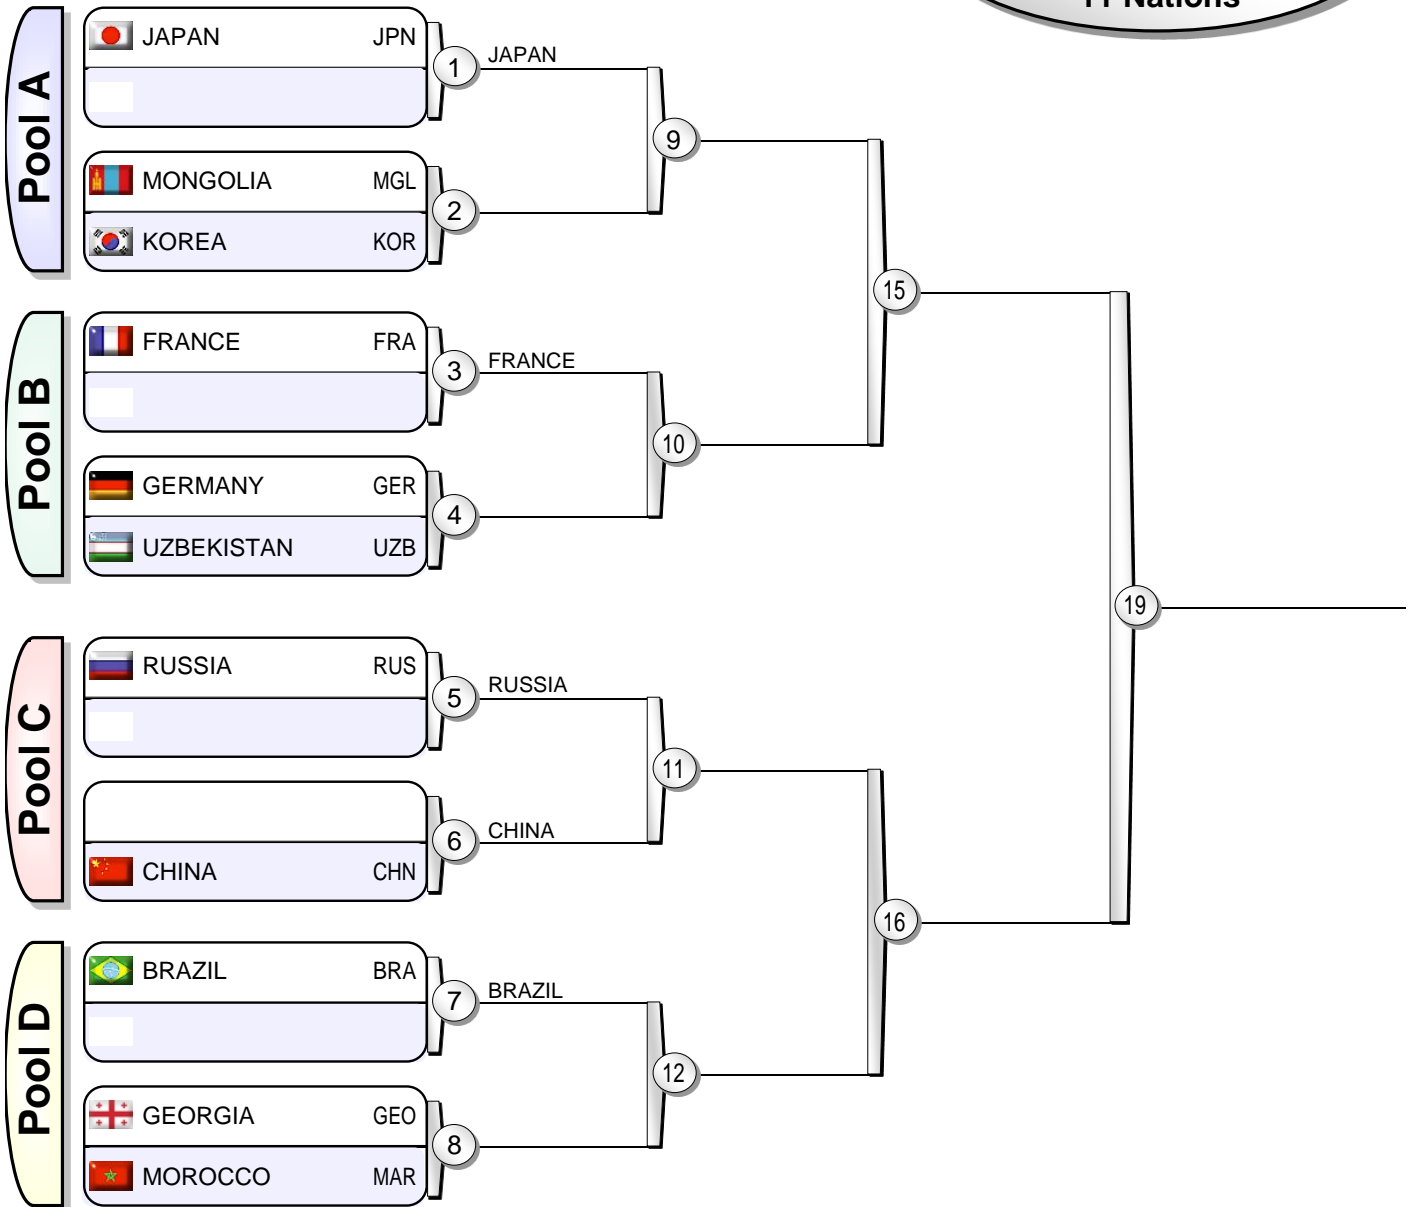 11 Nations
Pool A
JAPAN JPN
1
JAPAN
9
MONGOLIA MGL
KOREA KOR
2
15
Pool B
FRANCE FRA
3
FRANCE
10
GERMANY GER
UZBEKISTAN UZB
4
19
Pool C
RUSSIA RUS
5
RUSSIA
11
CHINA CHN
6
CHINA
16
Pool D
BRAZIL BRA
7
BRAZIL
12
GEORGIA GEO
MOROCCO MAR
8